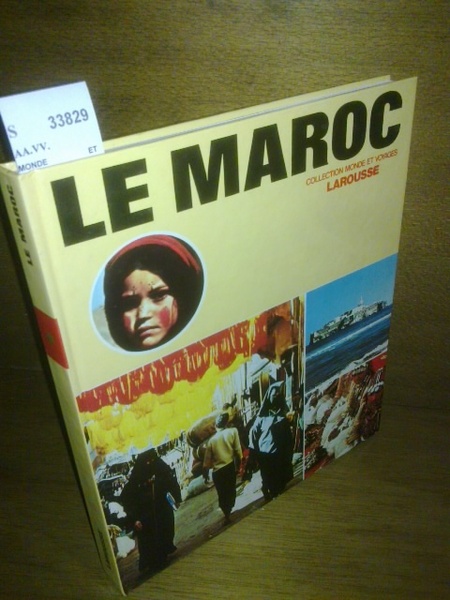 S 33829
AA.VV.
MONDE ET
LE MAROC
COLLECTION MONDE ET VOYAGES
LAROUSSE
LE MAROC